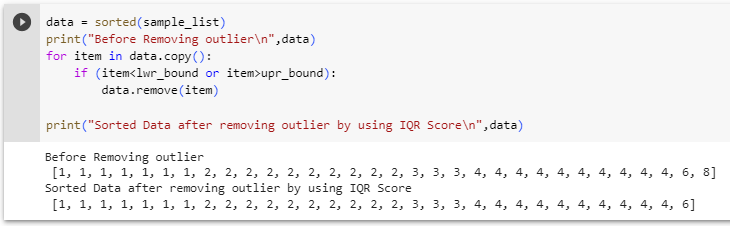 data = sorted(sample_list)
print("Before Removing outlier\n",data)
for item in data.copy():
if (item<lwr_bound or item>upr_bound):
data.remove(item)
print("Sorted Data after removing outlier by using IQR Score\n",data)
Before Removing outlier
[1, 1, 1, 1, 1, 1, 1, 2, 2, 2, 2, 2, 2, 2, 2, 2, 2, 3, 3, 3, 4, 4, 4, 4, 4, 4, 4, 4, 4, 4, 6, 8]
Sorted Data after removing outlier by using IQR Score
[1, 1, 1, 1, 1, 1, 1, 2, 2, 2, 2, 2, 2, 2, 2, 2, 2, 3, 3, 3, 4, 4, 4, 4, 4, 4, 4, 4, 4, 4, 6]